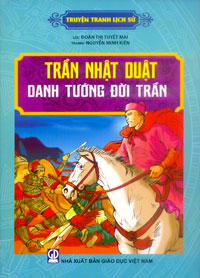 TRUYỆN TRANH LỊCH SỬ
LỜI: ĐOÀN THỊ TUYẾT MAI
TRANH: NGUYỄN MINH KIÊN
TRẦN NHẬT DUẬT
DANH TƯỚNG ĐỜI TRẦN
NHÀ XUẤT BẢN GIÁO DỤC VIỆT NAM